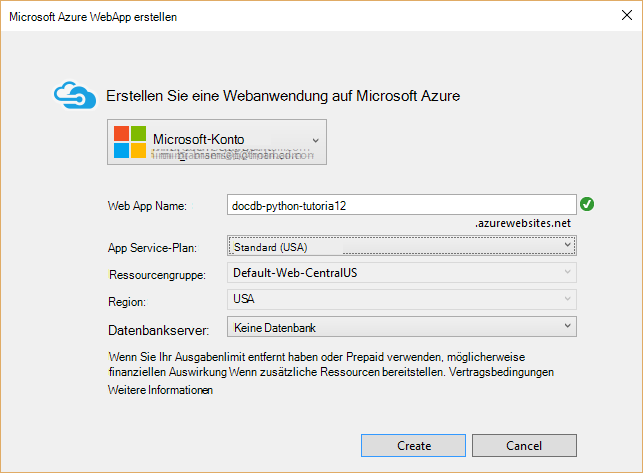 Microsoft Azure WebApp erstellen
Erstellen Sie eine Webanwendung auf Microsoft Azure
Microsoft-Konto
Web App Name:
docdb-python-tutoria12
.azurewebsites.net
App Service-Plan:
Standard (USA)
Ressourcengruppe:
Default-Web-CentralUS
Region:
USA
Datenbankserver:
Keine Datenbank
Wenn Sie Ihr Ausgabenlimit entfernt haben oder Prepaid verwenden, möglicherweise
finanziellen Auswirkung Wenn zusätzliche Ressourcen bereitstellen. Vertragsbedingungen
Weitere Informationen
Create
Cancel